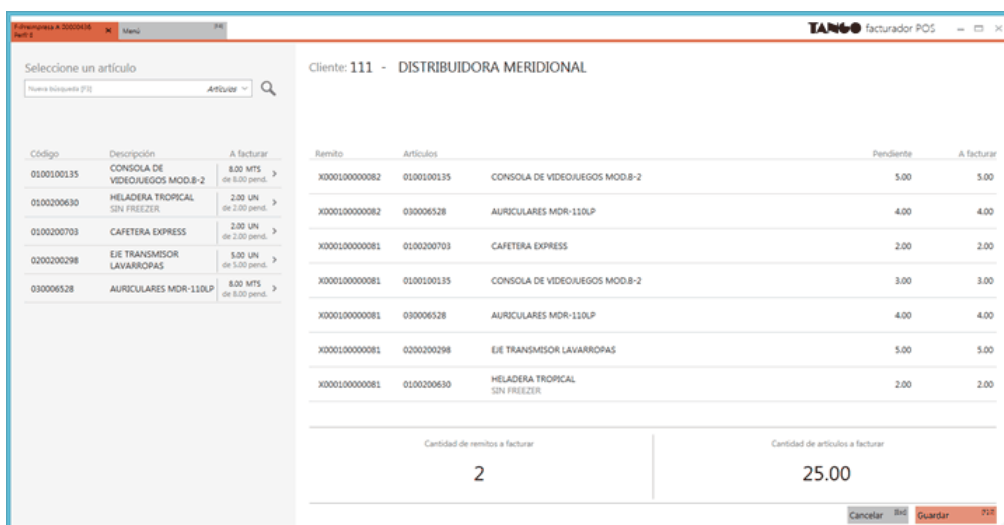 F-Preimpresa A 00009436
Perfil 8
Menú
TANGO facturador POS
Seleccione un artículo
Nueva búsqueda [F3]
Artículos
Cliente: 111 - DISTRIBUIDORA MERIDIONAL
Código Descripción A facturar
0100100135 CONSOLA DE VIDEOJUEGOS MOD.8-2 8.00 MTS de 8.00 pend.
0100200630 HELADERA TROPICAL SIN FREEZER 2.00 UN de 2.00 pend.
0100200703 CAFETERA EXPRESS 2.00 UN de 2.00 pend.
0200200298 EJE TRANSMISOR LAVARROPAS 5.00 UN de 5.00 pend.
030006528 AURICULARES MDR-110LP 8.00 MTS de 8.00 pend.
Remito Artículos Pendiente A facturar
X000100000082 0100100135 CONSOLA DE VIDEOJUEGOS MOD.8-2 5.00 5.00
X000100000082 030006528 AURICULARES MDR-110LP 4.00 4.00
X000100000081 0100200703 CAFETERA EXPRESS 2.00 2.00
X000100000081 0100100135 CONSOLA DE VIDEOJUEGOS MOD.8-2 3.00 3.00
X000100000081 030006528 AURICULARES MDR-110LP 4.00 4.00
X000100000081 0200200298 EJE TRANSMISOR LAVARROPAS 5.00 5.00
X000100000081 0100200630 HELADERA TROPICAL 2.00 2.00
SIN FREEZER
Cantidad de remitos a facturar
2
Cantidad de artículos a facturar
25.00
Cancelar Esc
Guardar F10